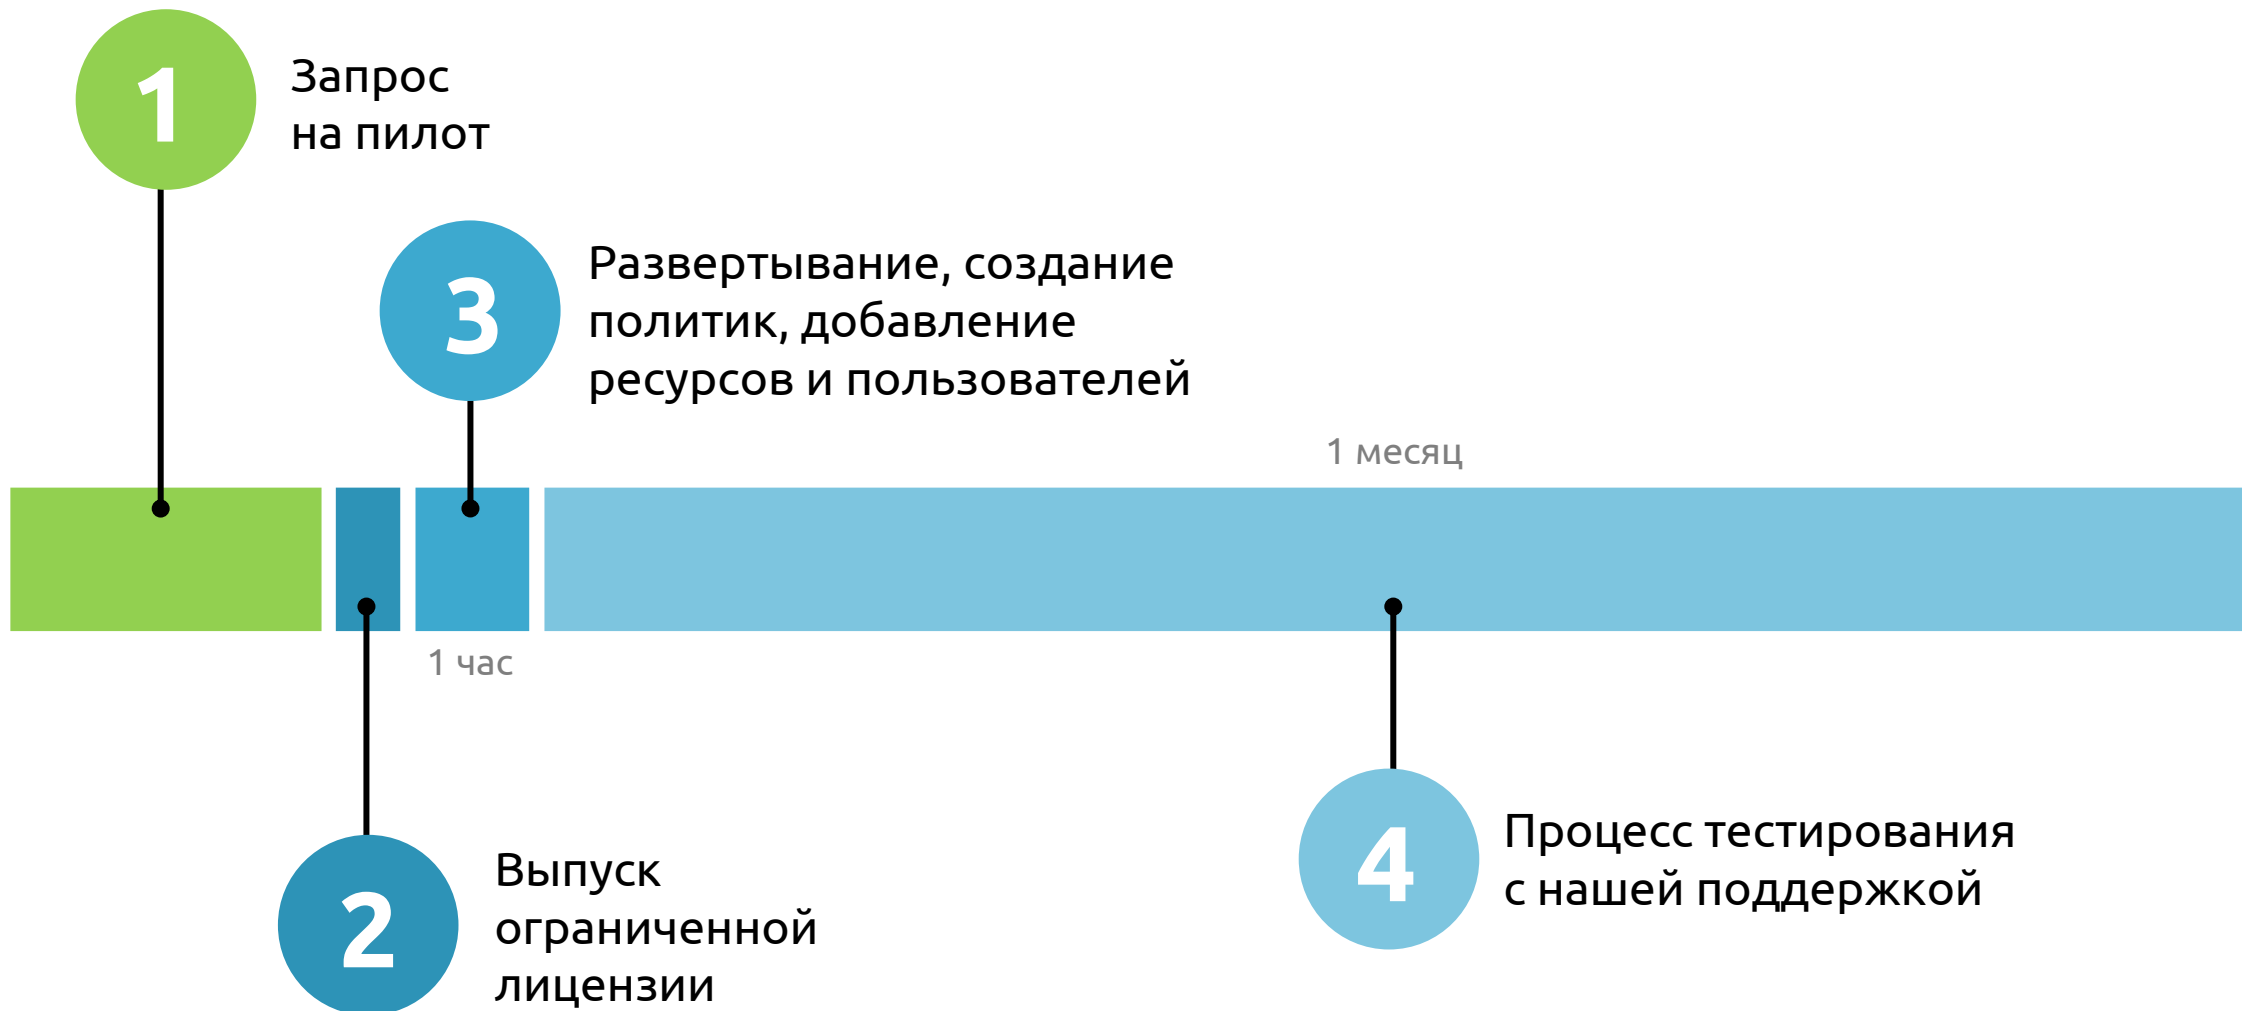 1
Запрос
на пилот
3
Развертывание, создание
политик, добавление
ресурсов и пользователей
1 месяц
1 час
2
Выпуск
ограниченной
лицензии
4
Процесс тестирования
с нашей поддержкой